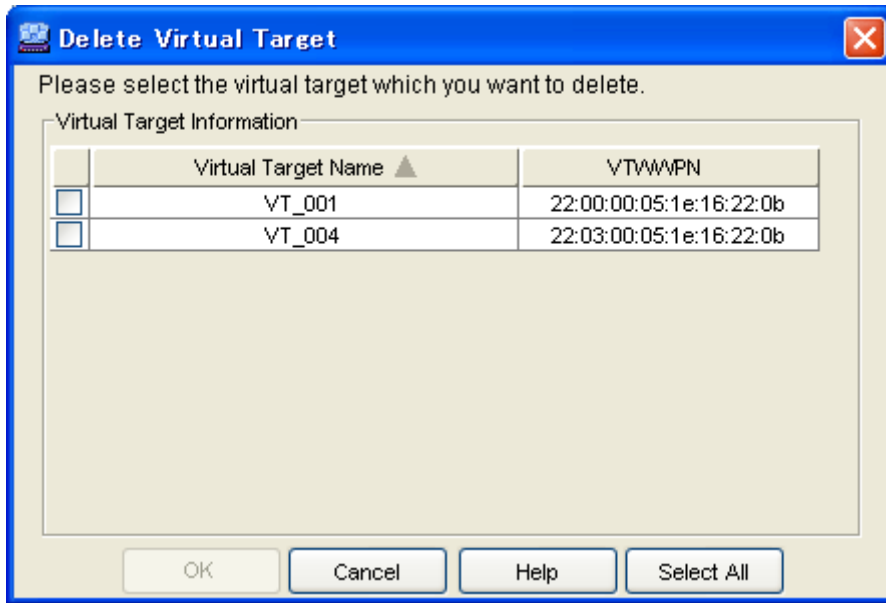 Delete Virtual Target
Please select the virtual target which you want to delete.
Virtual Target Information
Virtual Target Name VTWWPN
VT_001 22:00:00:05:1e:16:22:0b
VT_004 22:03:00:05:1e:16:22:0b
OK Cancel Help Select All